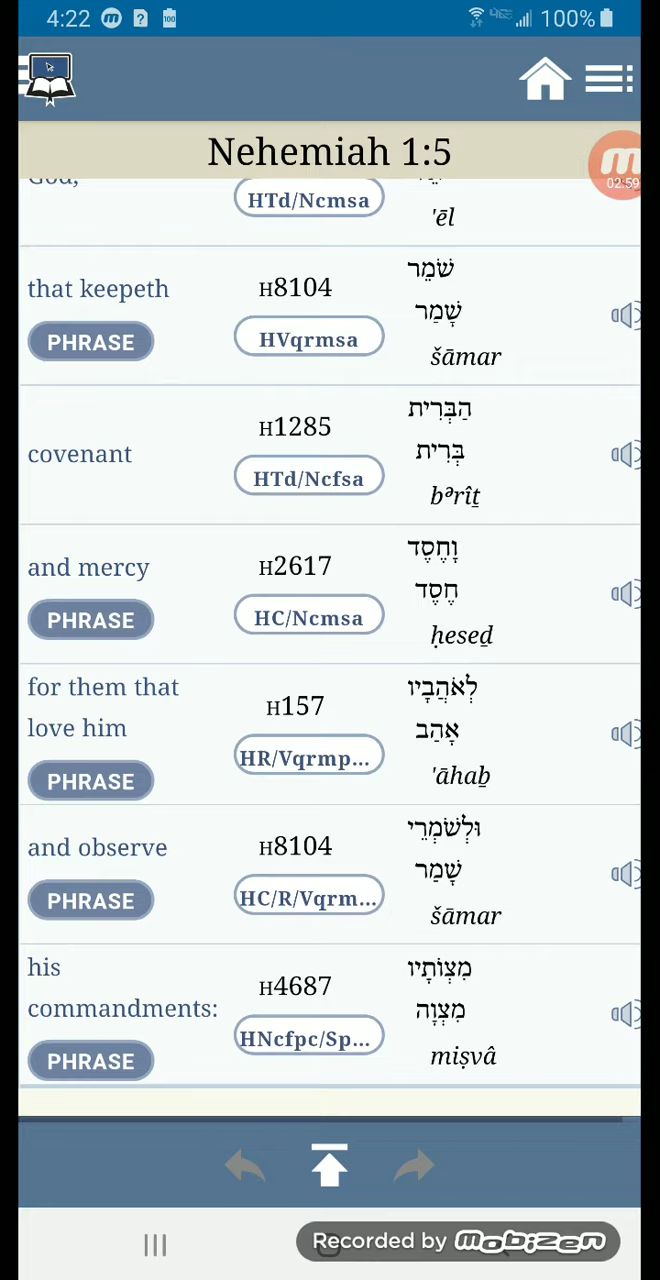 4:22 100%
Nehemiah 1:5
02:59
God,
HTd/Ncmsa
'ēl
that keepeth H8104 שֹׁמֵר
PHRASE HVqrmsa שָׁמַר
šāmar
covenant H1285 הַבְּרִית
HTd/Ncfsa בְּרִית
bᵊrîṯ
and mercy H2617 וָחֶסֶד
PHRASE HC/Ncmsa חֶסֶד
ḥeseḏ
for them that love him H157 לְאֹהֲבָיו
PHRASE HR/Vqrmp... אָהַב
'āhaḇ
and observe H8104 וּלְשֹׁמְרֵי
PHRASE HC/R/Vqrm... שָׁמַר
šāmar
his commandments: H4687 מִצְוֺתָיו
PHRASE HNcfpc/Sp... מִצְוָה
miṣvâ
Recorded by mobizen